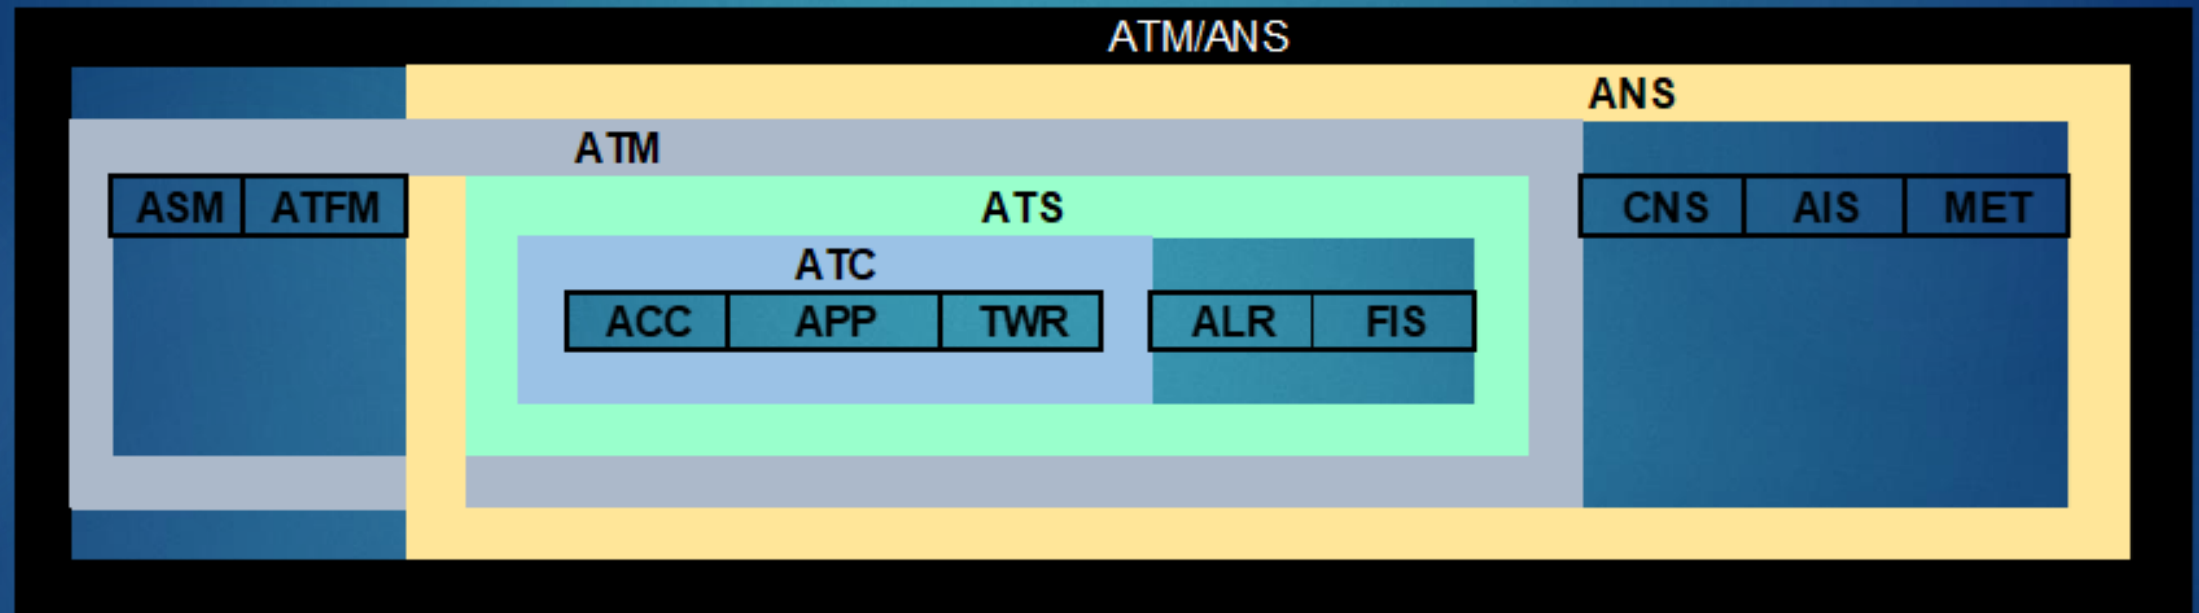 ATM/ANS
ANS
ATM
ASM ATFM ATS CNS AIS MET
ATC
ACC APP TWR ALR FIS